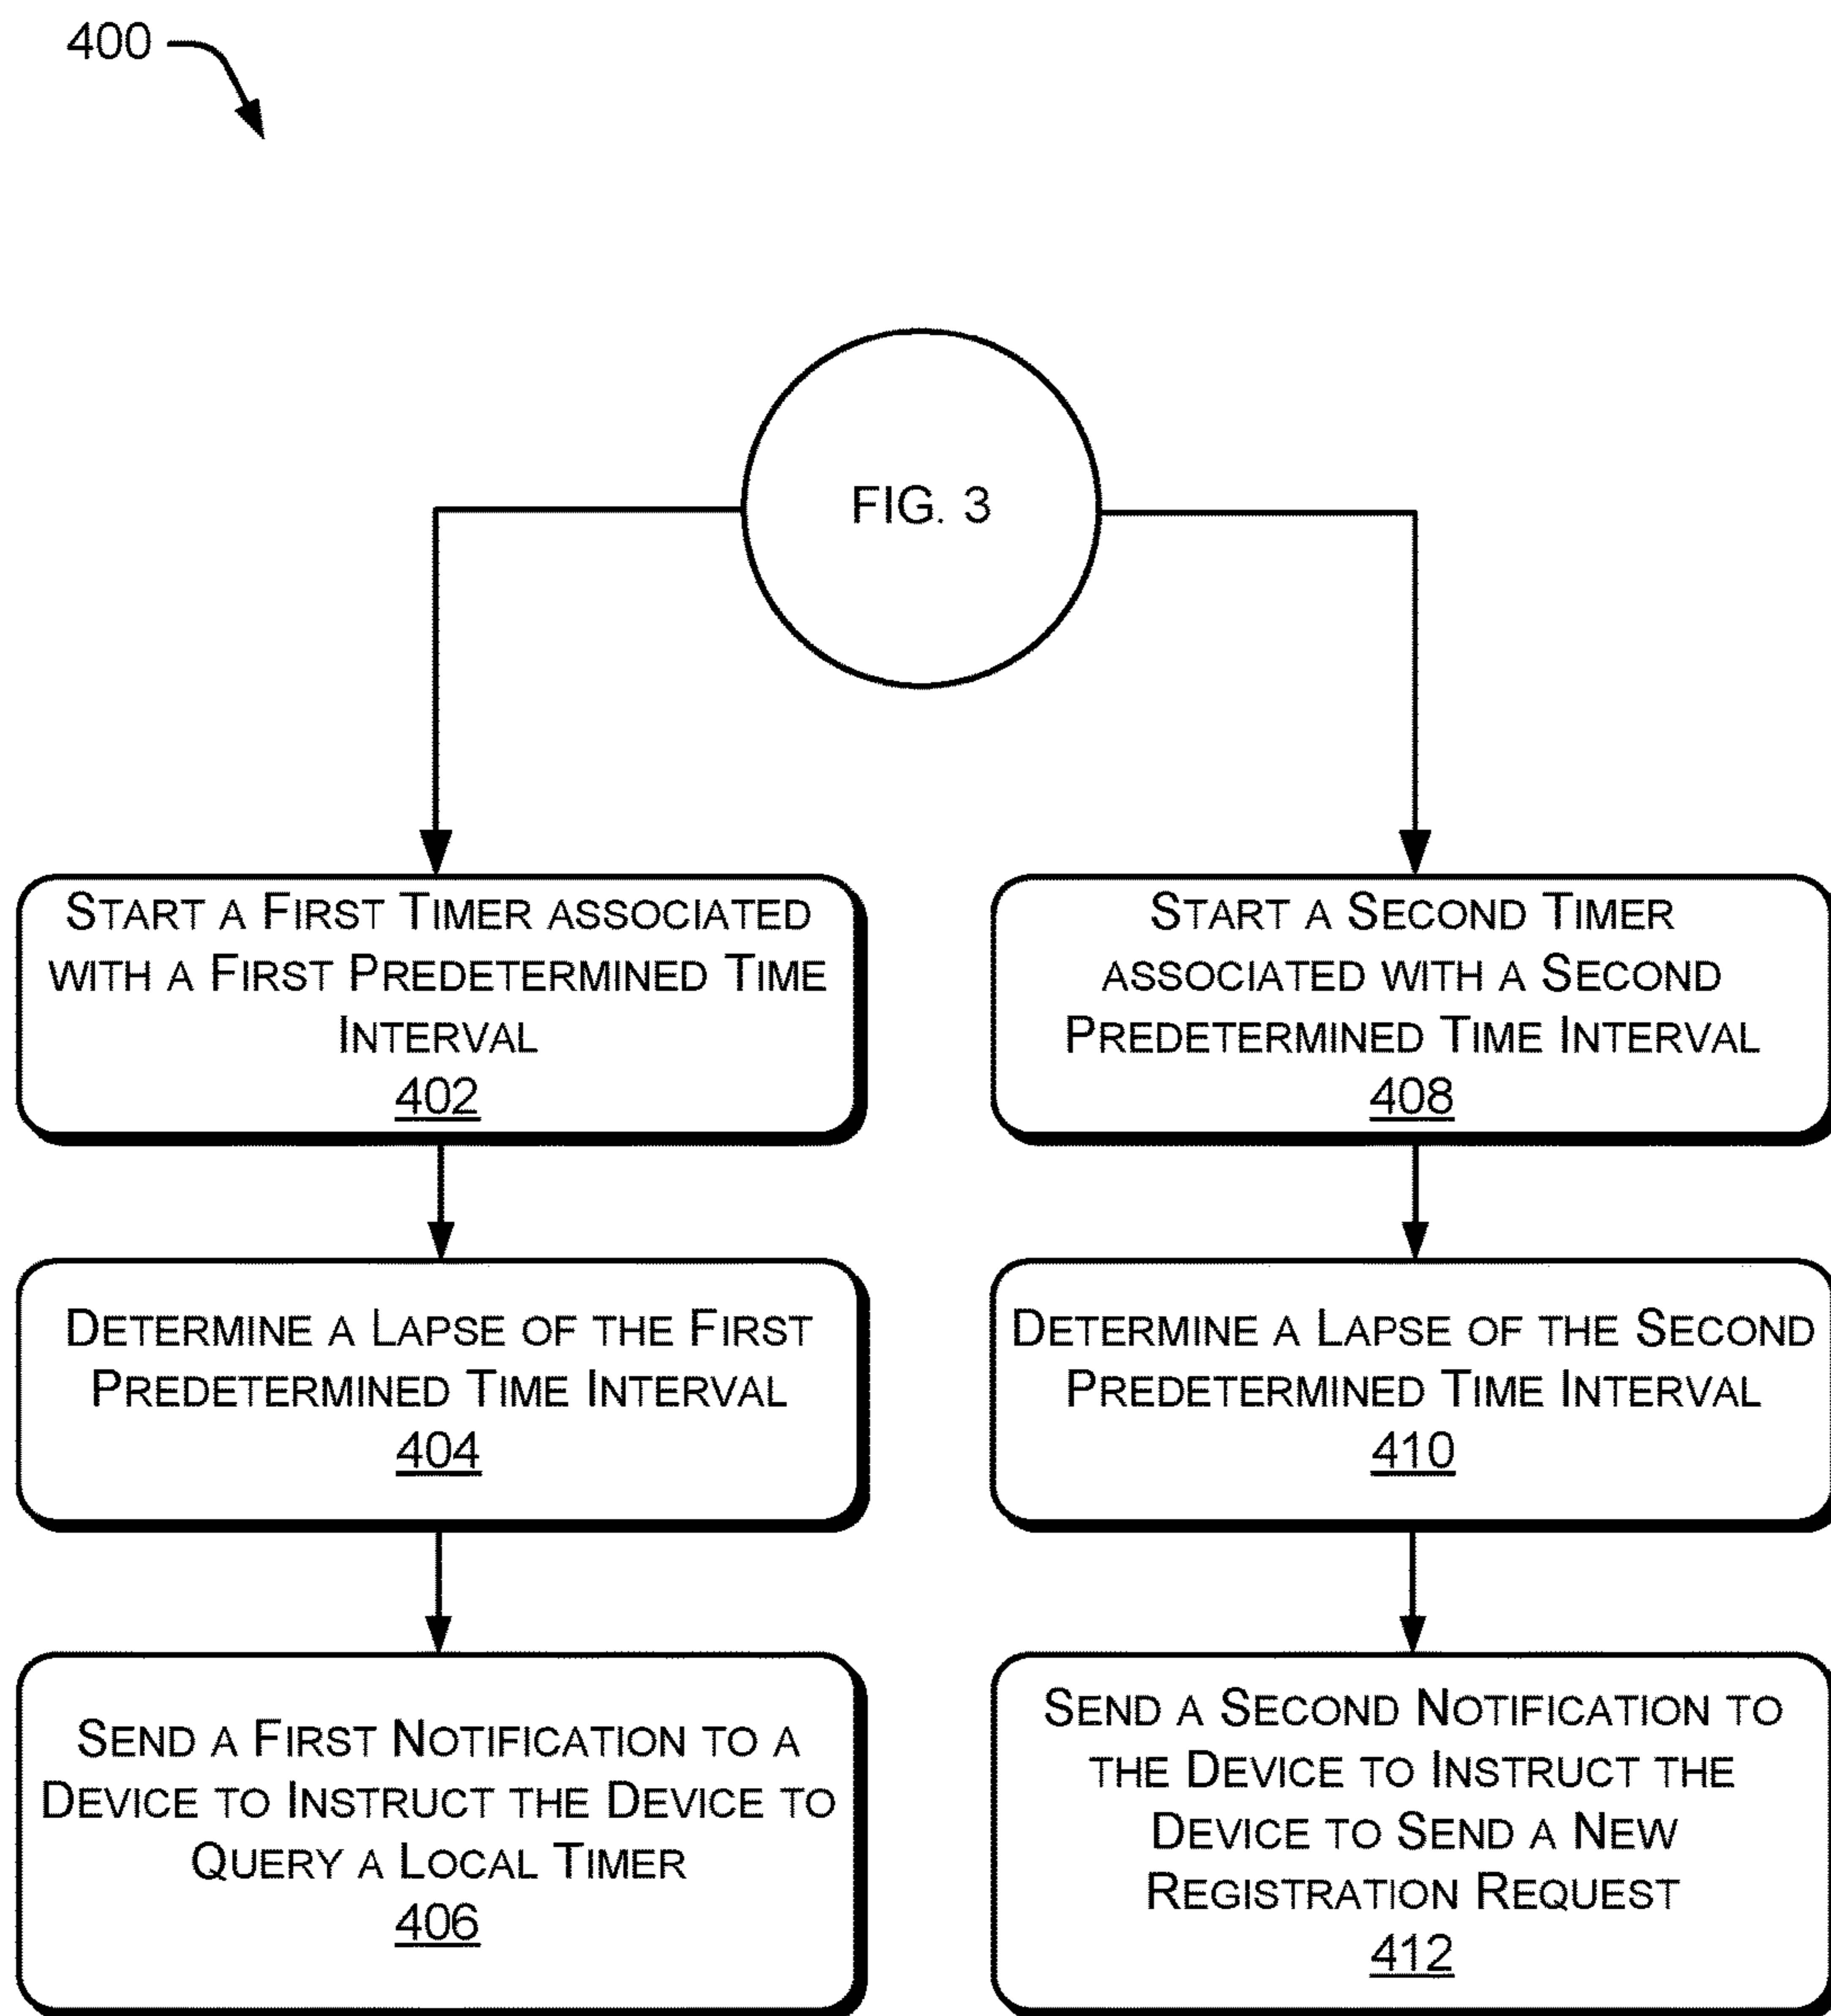 400
FIG. 3
START A FIRST TIMER ASSOCIATED
WITH A FIRST PREDETERMINED TIME
INTERVAL
402
DETERMINE A LAPSE OF THE FIRST
PREDETERMINED TIME INTERVAL
404
SEND A FIRST NOTIFICATION TO A
DEVICE TO INSTRUCT THE DEVICE TO
QUERY A LOCAL TIMER
406
START A SECOND TIMER
ASSOCIATED WITH A SECOND
PREDETERMINED TIME INTERVAL
408
DETERMINE A LAPSE OF THE SECOND
PREDETERMINED TIME INTERVAL
410
SEND A SECOND NOTIFICATION TO
THE DEVICE TO INSTRUCT THE
DEVICE TO SEND A NEW
REGISTRATION REQUEST
412